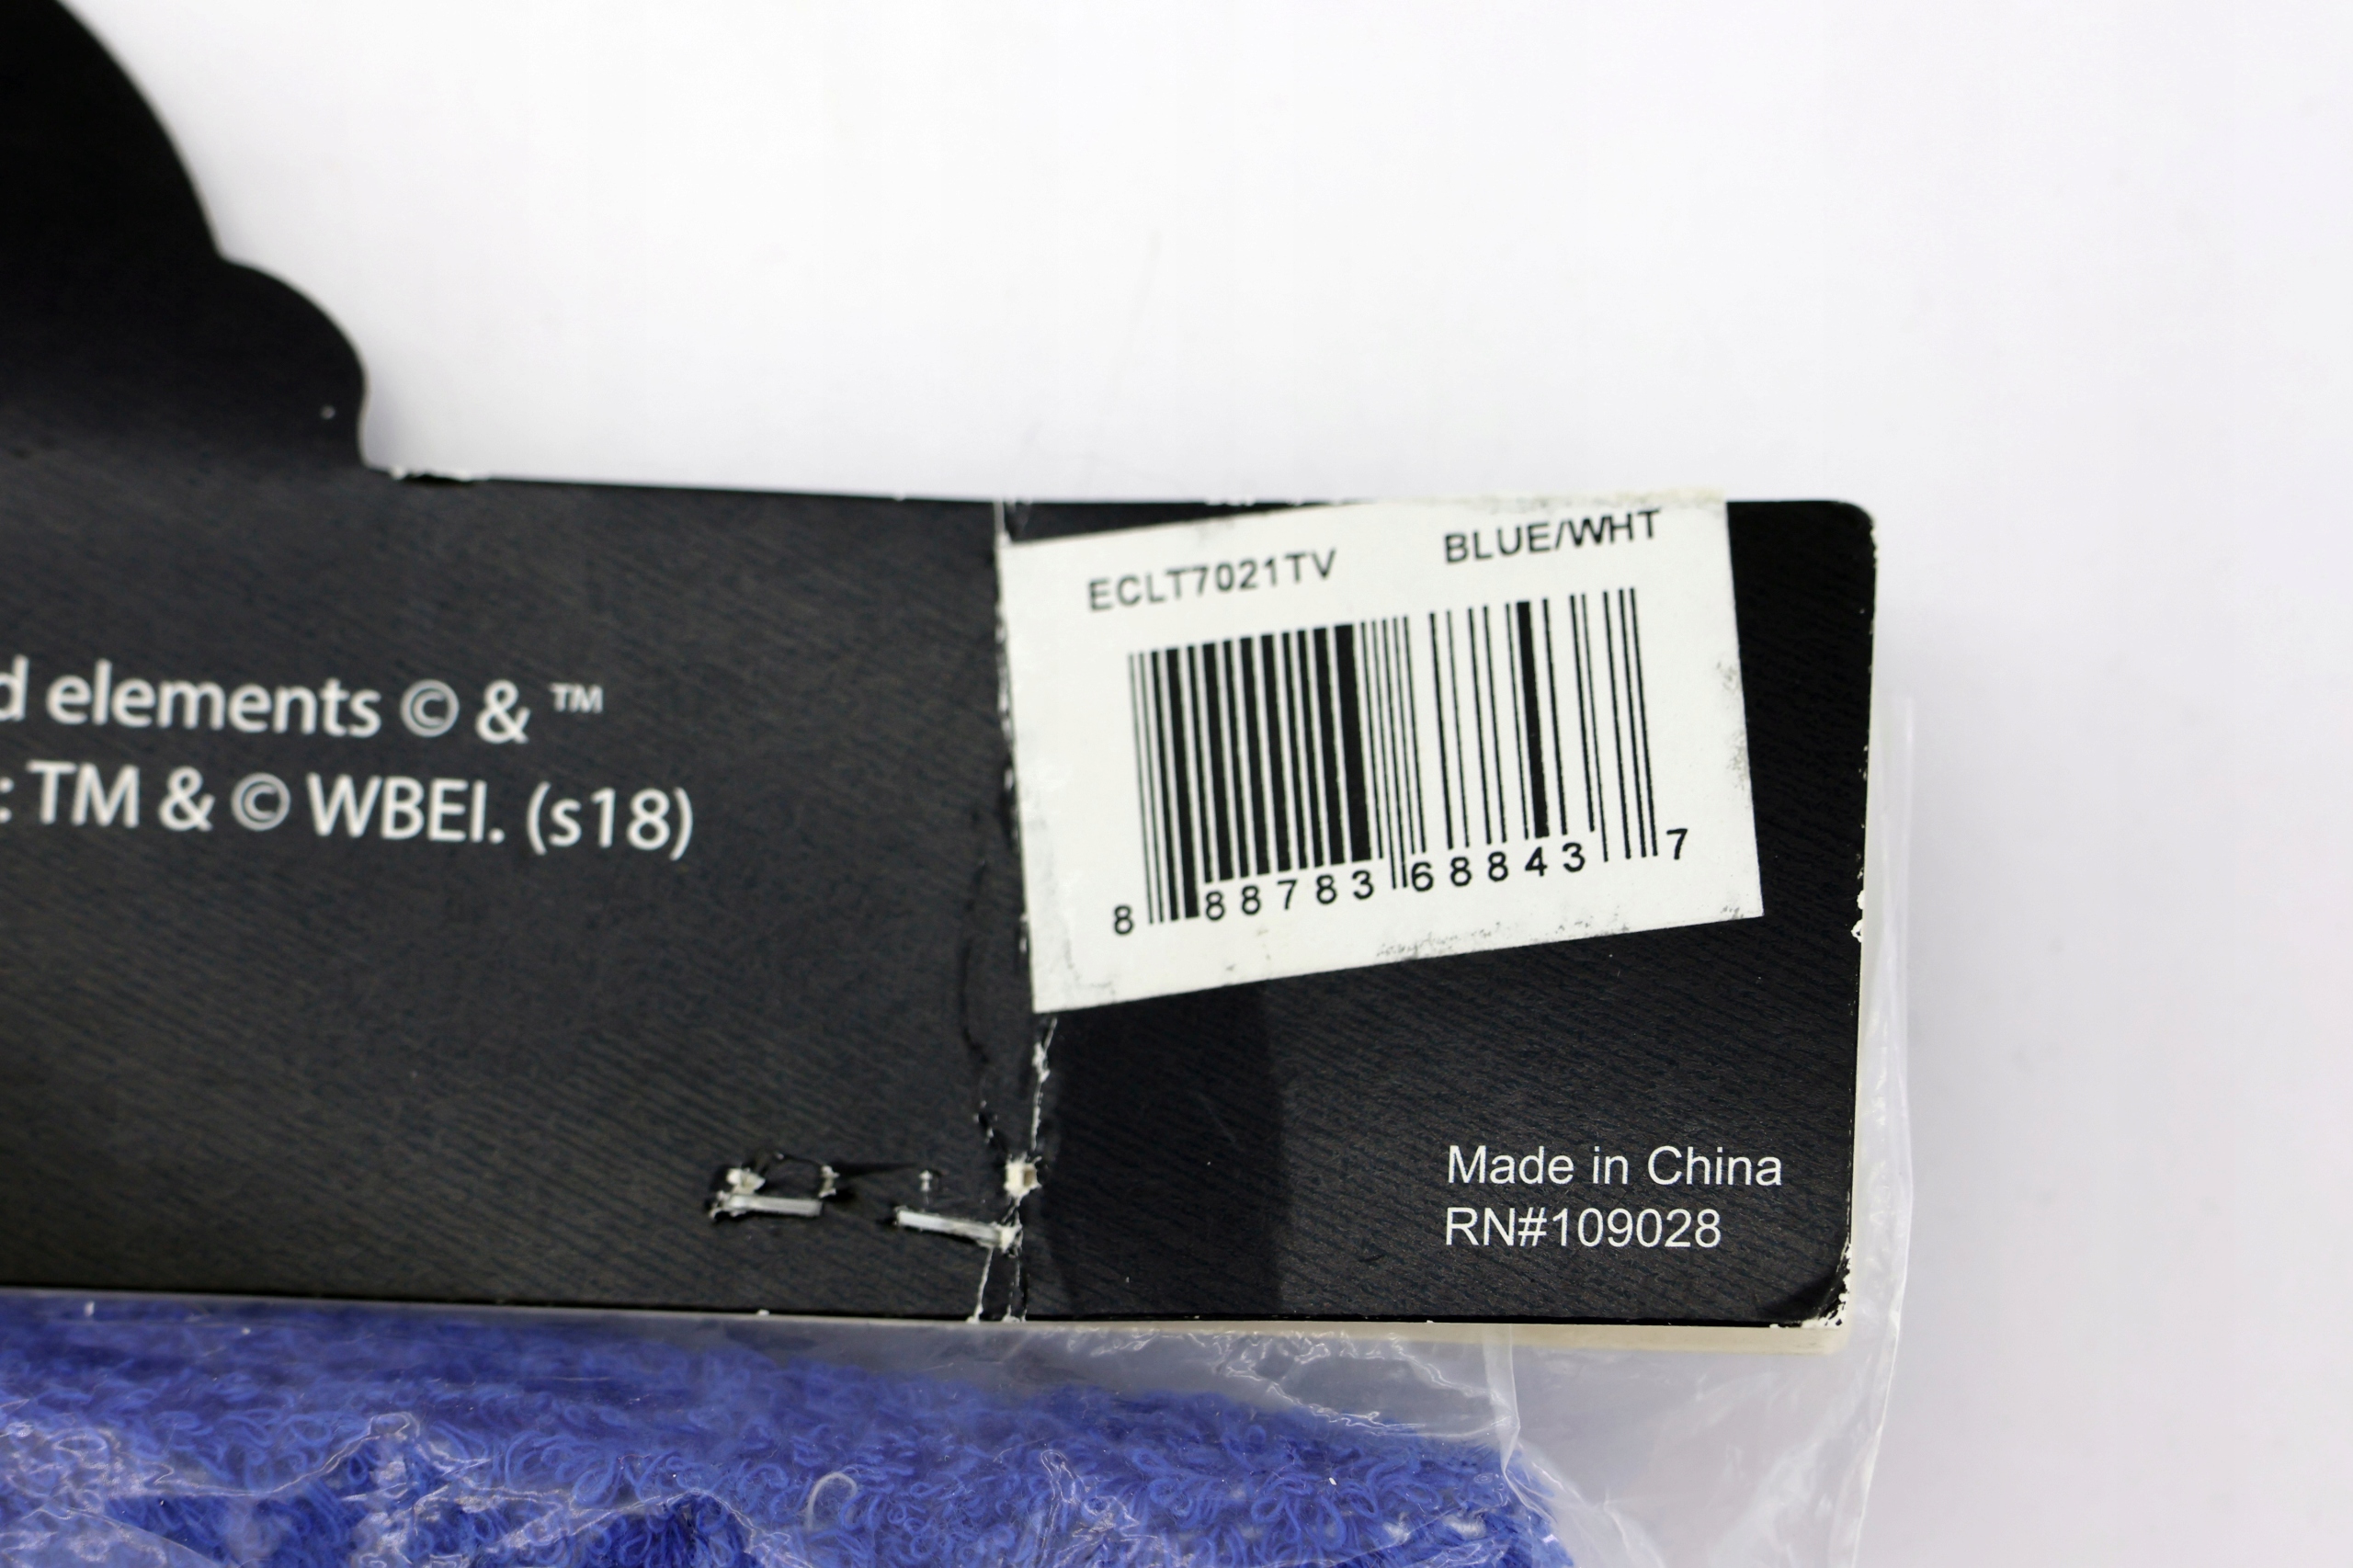 ECLT7021TV BLUE/WHT
8 88783 68843 7
d elements © & ™
: TM & © WBEI. (s18)
Made in China
RN#109028